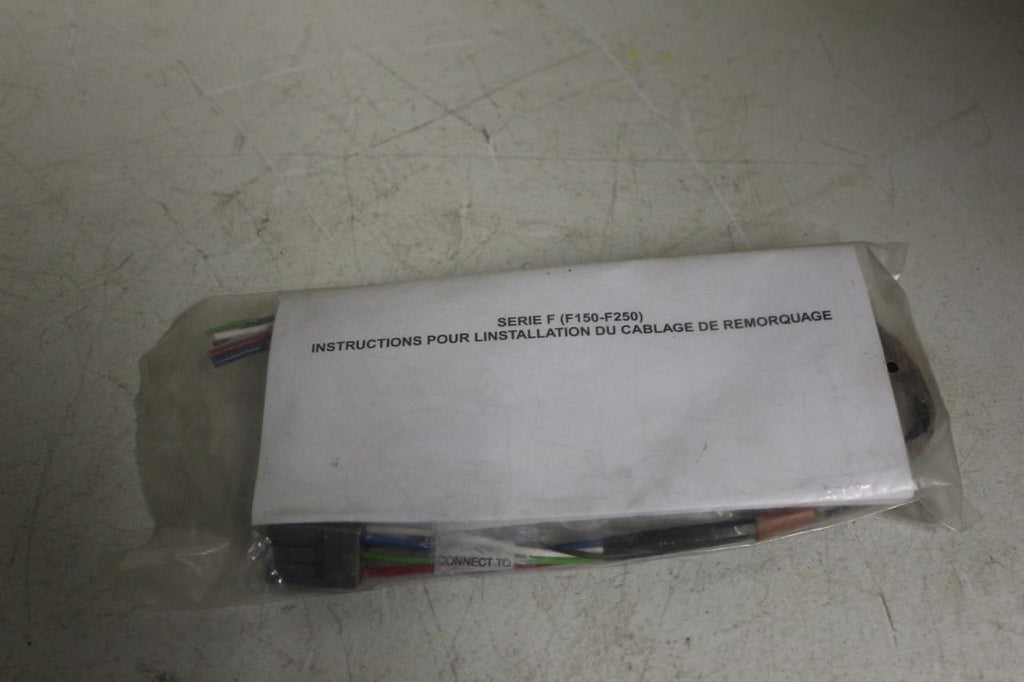 SERIE F (F150-F250)
INSTRUCTIONS POUR LINSTALLATION DU CABLAGE DE REMORQUAGE
CONNECT TO